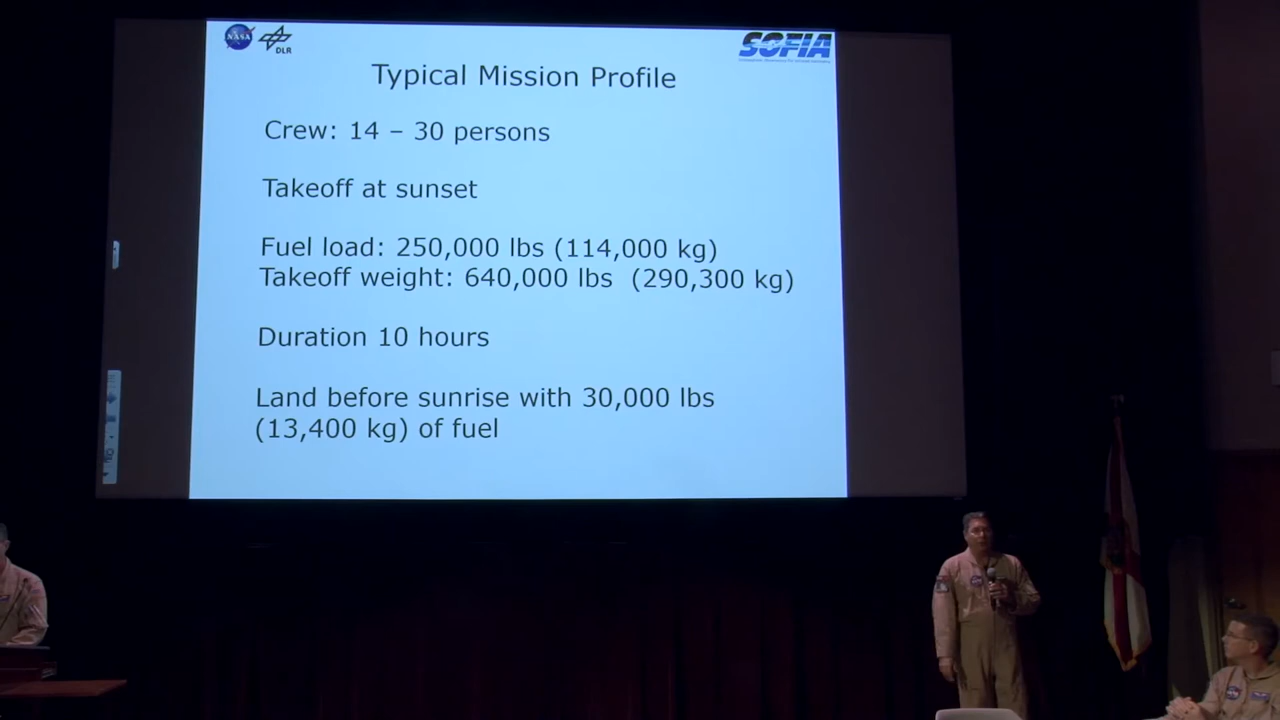 NASA
DLR
SOFIA
Typical Mission Profile
Crew: 14 – 30 persons
Takeoff at sunset
Fuel load: 250,000 lbs (114,000 kg)
Takeoff weight: 640,000 lbs (290,300 kg)
Duration 10 hours
Land before sunrise with 30,000 lbs
(13,400 kg) of fuel